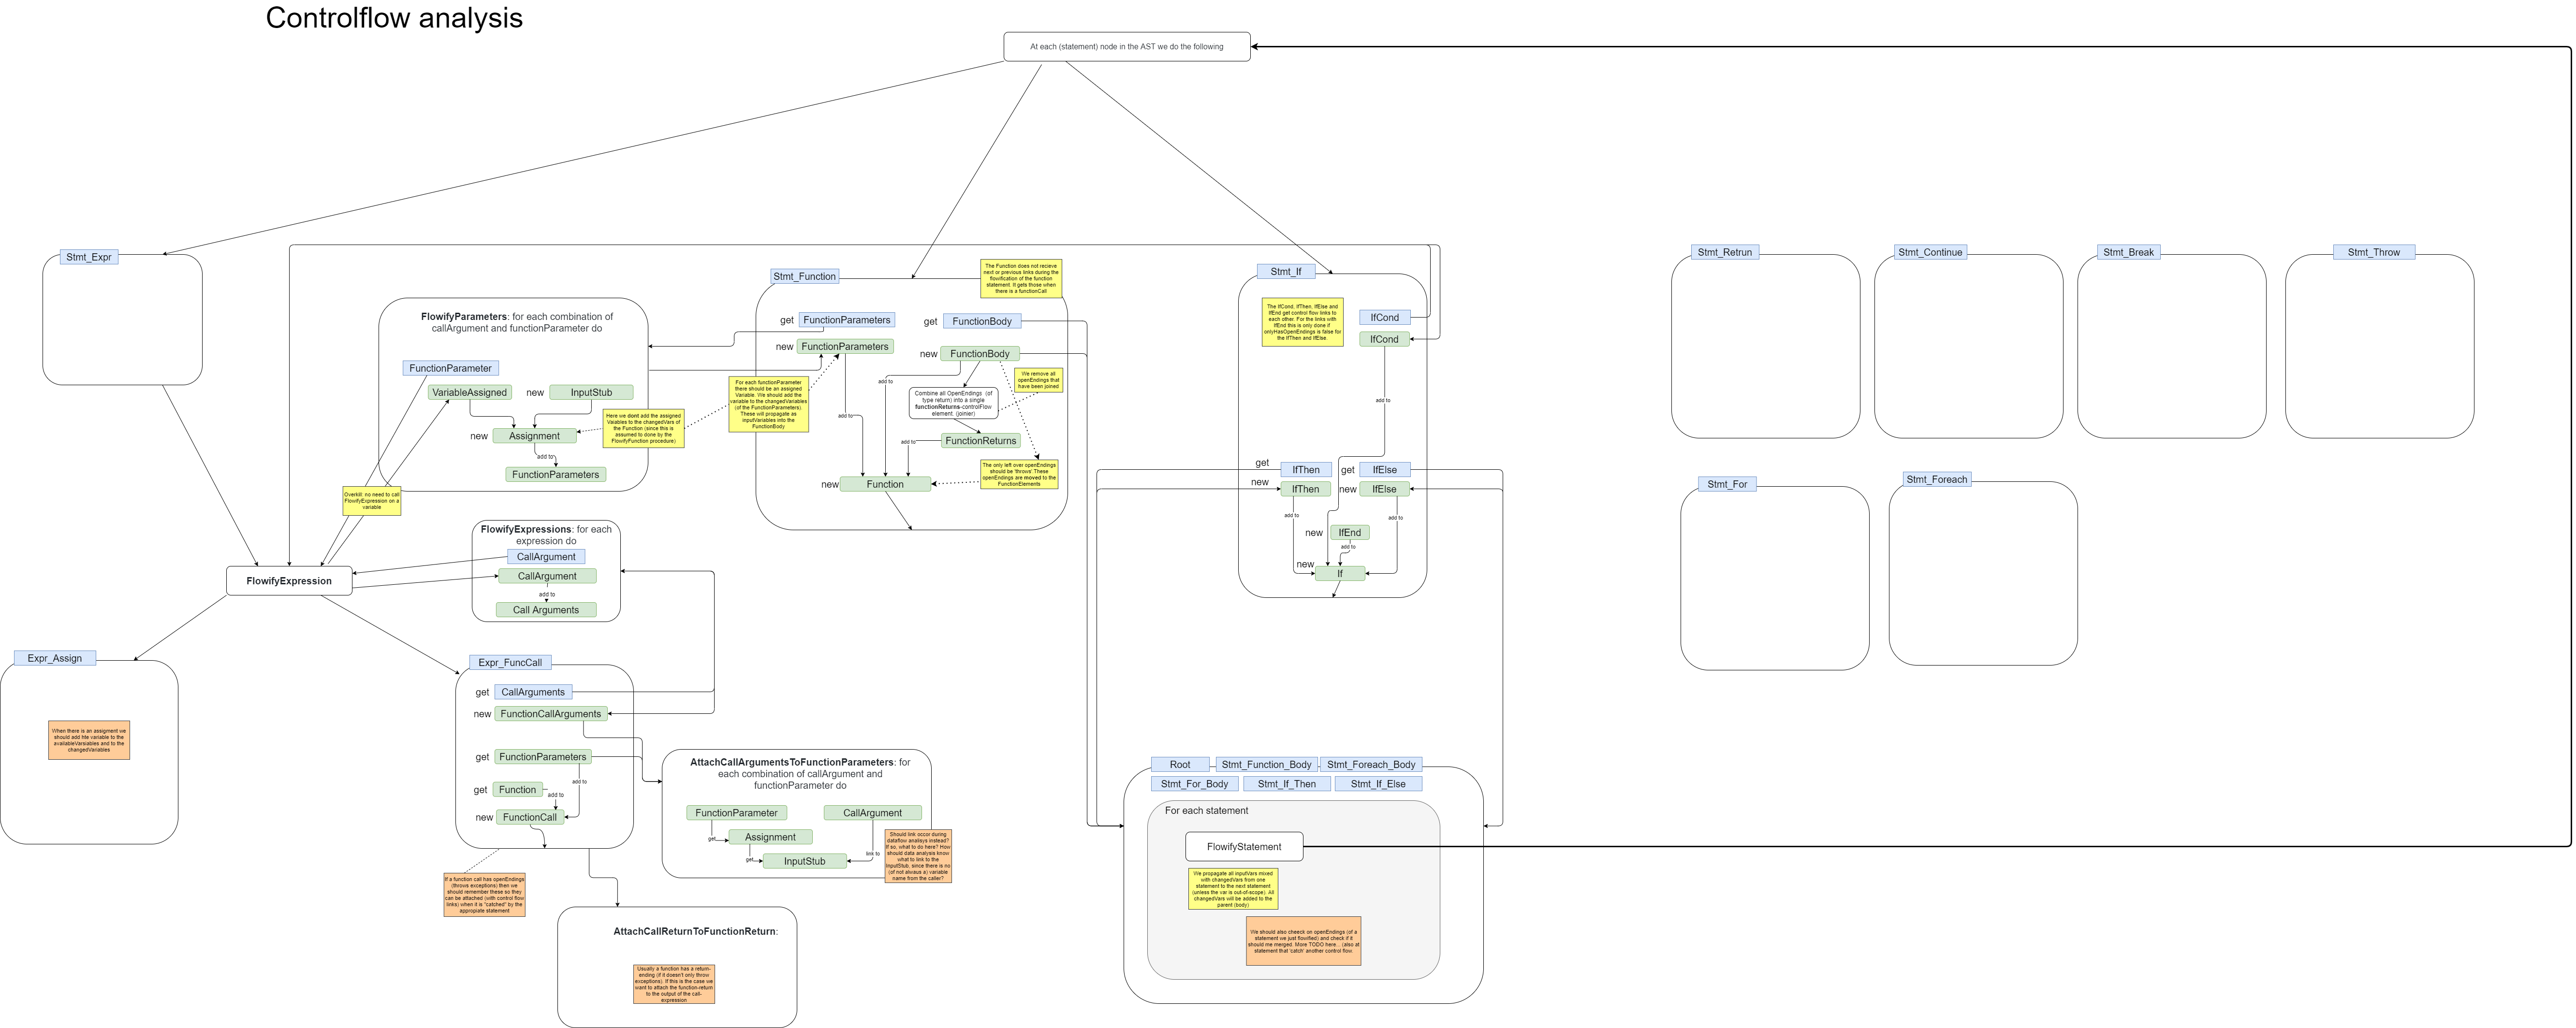 Controlflow analysis
At each (statement) node in the AST we do the following
Stmt_Expr
FlowifyParameters: for each combination of
callArgument and functionParameter do
FunctionParameter
VariableAssigned
new
InputStub
new
Assignment
add to
FunctionParameters
Here we diont add the assigned
Vaiables to the changedVars of
the Function (since this is
assumed to done by the
FlowifyFunction procedure)
Overkill: no need to call
FlowifyExpression on a
variable
Stmt_Function
The Function does not recieve
next or previous links during the
flowification of the function
statement. It gets those when
there is a functionCall
get
FunctionParameters
get
FunctionBody
new
FunctionParameters
new
FunctionBody
For each functionParameter
there should be an assigned
Variable. We should add the
variable to the changedVariables
(of the FunctionParameters).
These will propagate as
inputVariables into the
FunctionBody
add to
add to
We remove all
openEndings that
have been joined
Combine all OpenEndings (of
type return) into a single
functionReturns-controlFlow
element. (joinier)
add to
FunctionReturns
The only left over openEndings
should be 'throws'.These
openEndings are moved to the
FunctionElements
new
Function
Stmt_If
The IfCond, IfThen, IfElse and
IfEnd get control flow links to
each other. For the links with
IfEnd this is only done if
onlyHasOpenEndings is false for
the IfThen and IfElse.
IfCond
IfCond
add to
get
IfThen
get
IfElse
new
IfThen
new
IfElse
add to
add to
new
IfEnd
add to
new
If
Stmt_Retrun
Stmt_Continue
Stmt_Break
Stmt_Throw
Stmt_For
Stmt_Foreach
FlowifyExpressions: for each
expression do
CallArgument
CallArgument
add to
Call Arguments
FlowifyExpression
Expr_Assign
When there is an assigment we
should add hte variable to the
availableVarsiables and to the
changedVariables
Expr_FuncCall
get
CallArguments
new
FunctionCallArguments
get
FunctionParameters
add to
get
Function
add to
new
FunctionCall
If a function call has openEndings
(throws exceptions) then we
should remember these so they
can be attached (with control flow
links) when it is "catched" by the
appropiate statement
AttachCallArgumentsToFunctionParameters: for
each combination of callArgument and
functionParameter do
FunctionParameter
CallArgument
get
Assignment
get
InputStub
link to
Should link occur during
dataflow analisys instead?
If so, what to do here? How
should data analysis know
what to link to the
InputStub, since there is no
(of not alwaus a) variable
name from the caller?
AttachCallReturnToFunctionReturn:
Usually a function has a return-
ending (if it doesn't only throw
exceptions). If this is the case we
want to attach the function-return
to the output of the call-
expression
Root
Stmt_Function_Body
Stmt_Foreach_Body
Stmt_For_Body
Stmt_If_Then
Stmt_If_Else
For each statement
FlowifyStatement
We propagate all inputVars mixed
with changedVars from one
statement to the next statement
(unless the var is out-of-scope). All
changedVars will be added to the
parent (body)
We should also cheeck on openEndings (of a
statement we just flowified) and check if it
should me merged. More TODO here... (also at
statement that 'catch' another control flow.